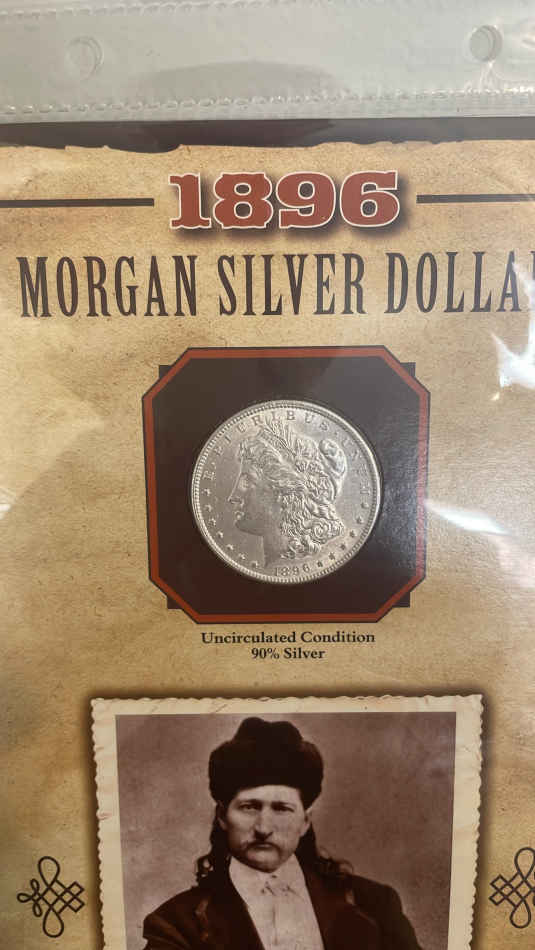 1896
MORGAN SILVER DOLLA
E·PLURIBUS·UNUM
1896
Uncirculated Condition
90% Silver